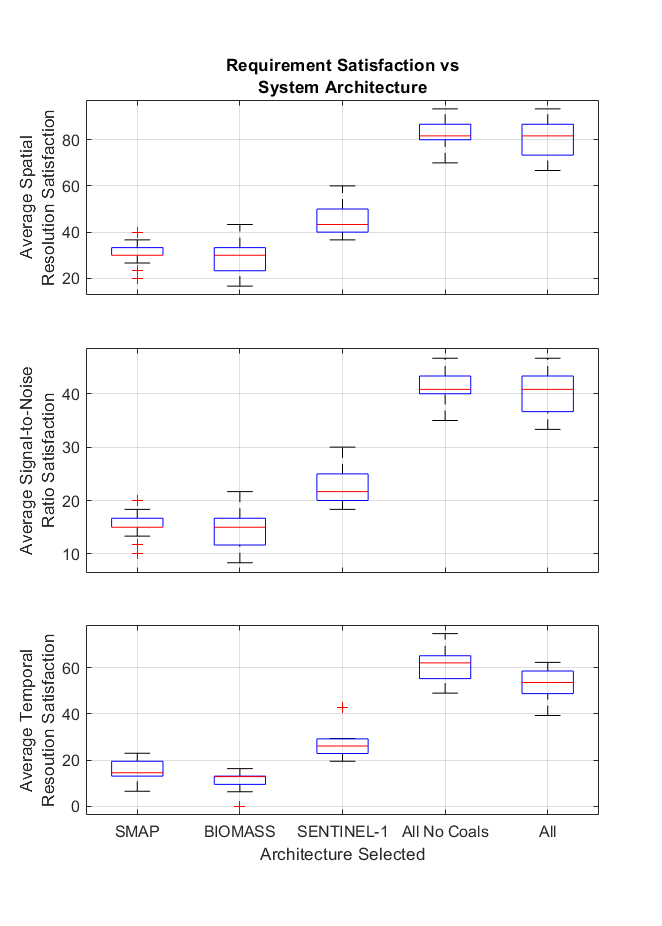 Requirement Satisfaction vs
System Architecture
Average Spatial
Resolution Satisfaction
80
60
40
20
Average Signal-to-Noise
Ratio Satisfaction
40
30
20
10
Average Temporal
Resoution Satisfaction
60
40
20
0
SMAP BIOMASS SENTINEL-1 All No Coals All
Architecture Selected